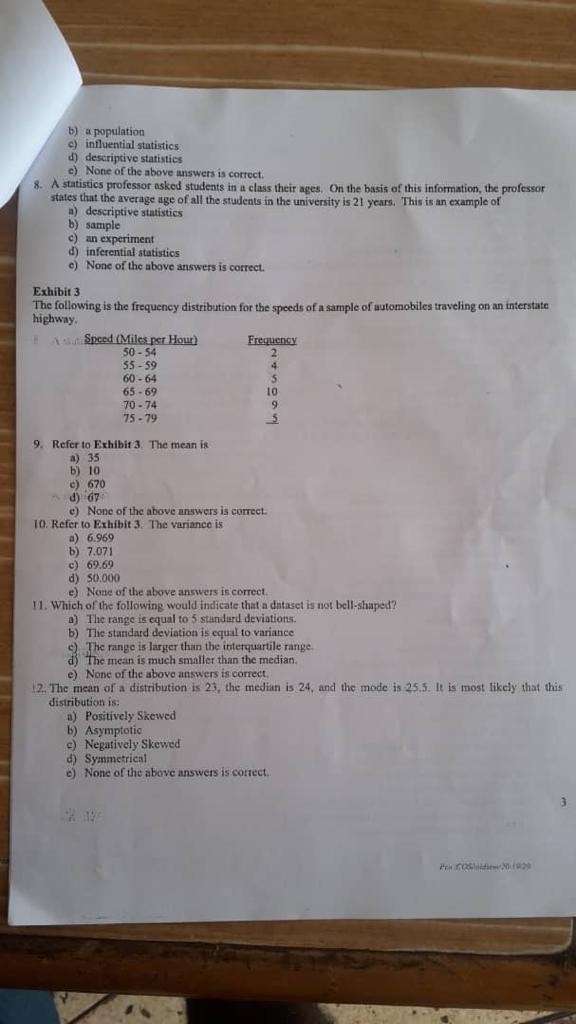 b) a population
c) influential statistics
d) descriptive statistics
e) None of the above answers is correct.
8. A statistics professor asked students in a class their ages. On the basis of this information, the professor
states that the average age of all the students in the university is 21 years. This is an example of
a) descriptive statistics
b) sample
c) an experiment
d) inferential statistics
e) None of the above answers is correct.
Exhibit 3
The following is the frequency distribution for the speeds of a sample of automobiles traveling on an interstate
highway.
Speed (Miles per Hour) Frequency
50 - 54 2
55 - 59 4
60 - 64 5
65 - 69 10
70 - 74 9
75 - 79 5
9. Refer to Exhibit 3. The mean is
a) 35
b) 10
c) 670
d) 67
e) None of the above answers is correct.
10. Refer to Exhibit 3. The variance is
a) 6.969
b) 7.071
c) 69.69
d) 50.000
e) None of the above answers is correct.
11. Which of the following would indicate that a dataset is not bell-shaped?
a) The range is equal to 5 standard deviations.
b) The standard deviation is equal to variance
c) The range is larger than the interquartile range.
d) The mean is much smaller than the median.
e) None of the above answers is correct.
12. The mean of a distribution is 23, the median is 24, and the mode is 25.5. It is most likely that this
distribution is:
a) Positively Skewed
b) Asymptotic
c) Negatively Skewed
d) Symmetrical
e) None of the above answers is correct.
3